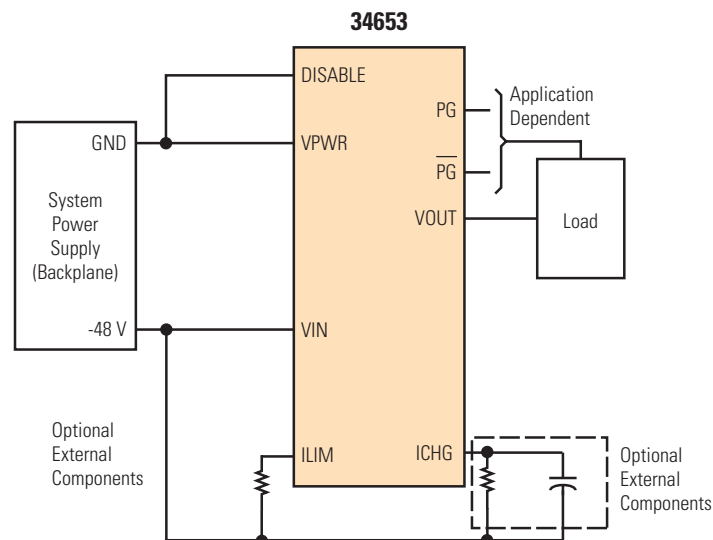 34653
DISABLE
PG
Application
Dependent
GND
VPWR
P̅G̅
System
Power
Supply
(Backplane)
VOUT
Load
-48 V
VIN
Optional
External
Components
ILIM
ICHG
Optional
External
Components